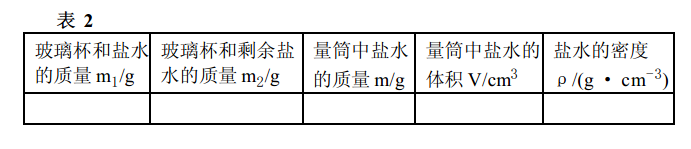 表 2
玻璃杯和盐水的质量 m₁/g
玻璃杯和剩余盐水的质量 m₂/g
量筒中盐水的质量 m/g
量筒中盐水的体积 V/cm³
盐水的密度 ρ/(g • cm⁻³)